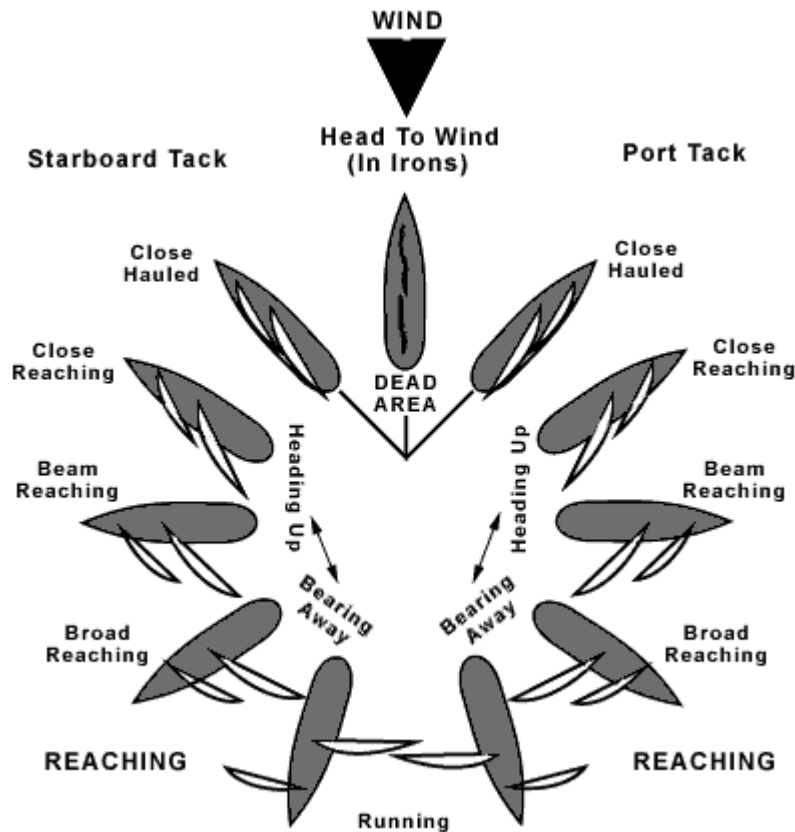 WIND
Head To Wind
(In Irons)
Starboard Tack
Port Tack
Close
Hauled
Close
Hauled
Close
Reaching
Close
Reaching
DEAD
AREA
Heading Up
Heading Up
Beam
Reaching
Beam
Reaching
Bearing
Away
Bearing
Away
Broad
Reaching
Broad
Reaching
REACHING
REACHING
Running